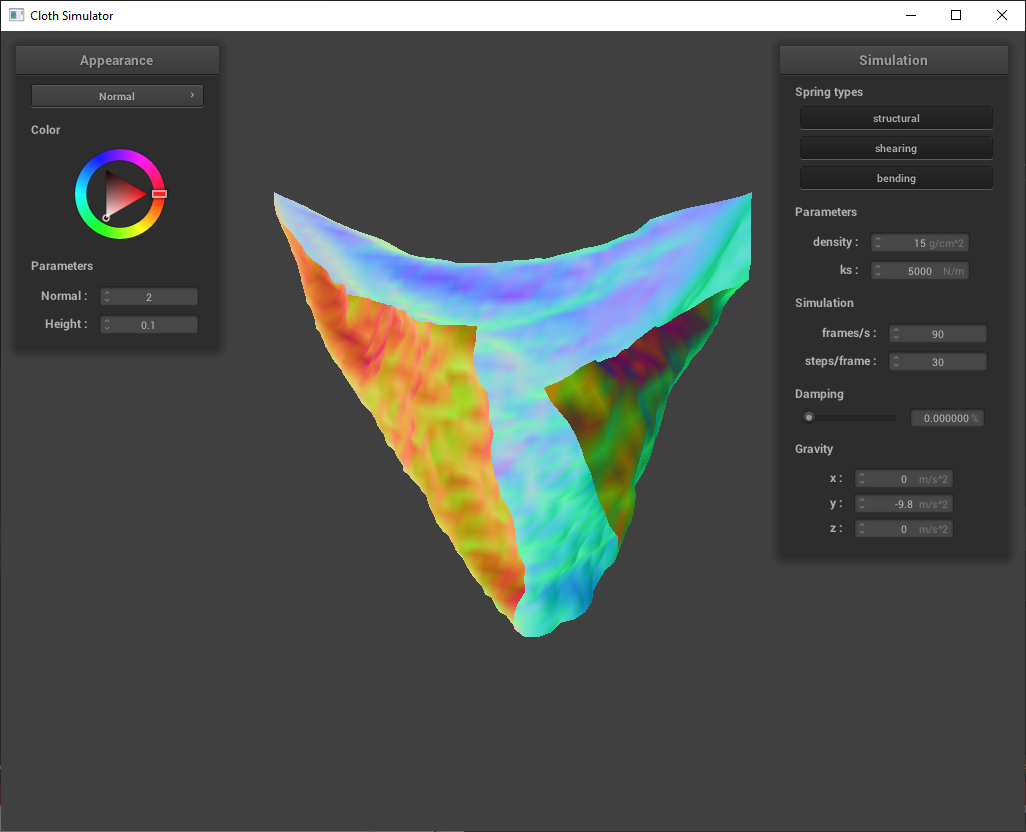 Cloth Simulator
Appearance
Normal
Color
Parameters
Normal : 2
Height : 0.1
Simulation
Spring types
structural
shearing
bending
Parameters
density : 15 g/cm^2
ks : 5000 N/m
Simulation
frames/s : 90
steps/frame : 30
Damping
0.000000 %
Gravity
x : 0 m/s^2
y : -9.8 m/s^2
z : 0 m/s^2